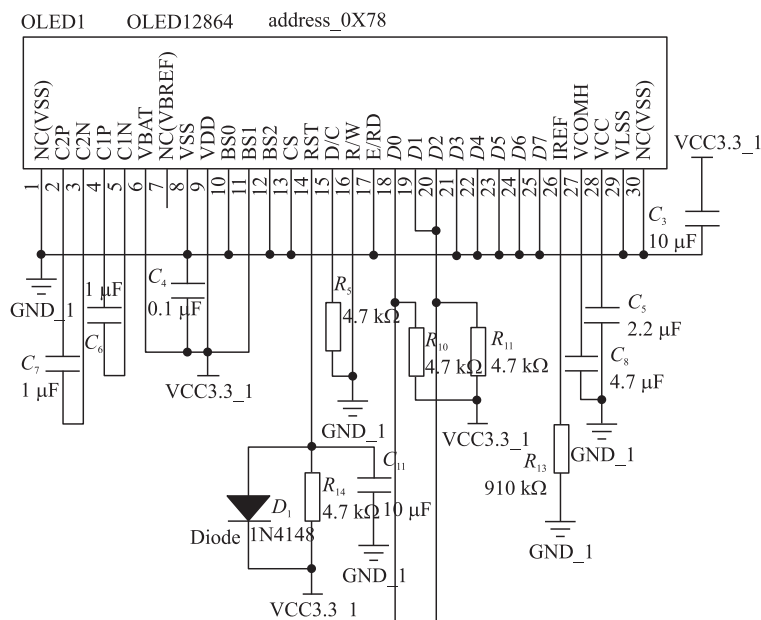 OLED1 OLED12864 address_0X78
NC(VSS)
C2P
C2N
C1P
C1N
VBAT
NC(VBREF)
VSS
VDD
BS0
BS1
BS2
CS
RST
D/C
R/W
E/RD
D0
D1
D2
D3
D4
D5
D6
D7
IREF
VCOMH
VCC
VLSS
NC(VSS)
1
2
3
4
5
6
7
8
9
10
11
12
13
14
15
16
17
18
19
20
21
22
23
24
25
26
27
28
29
30
VCC3.3_1
C3
10 μF
GND_1
1 μF
C6
C7
1 μF
C4
0.1 μF
VCC3.3_1
R5
4.7 kΩ
GND_1
R10
4.7 kΩ
R11
4.7 kΩ
VCC3.3_1
C5
2.2 μF
C8
4.7 μF
GND_1
R13
910 kΩ
GND_1
D1
Diode 1N4148
R14
4.7 kΩ
C11
10 μF
GND_1
VCC3.3_1